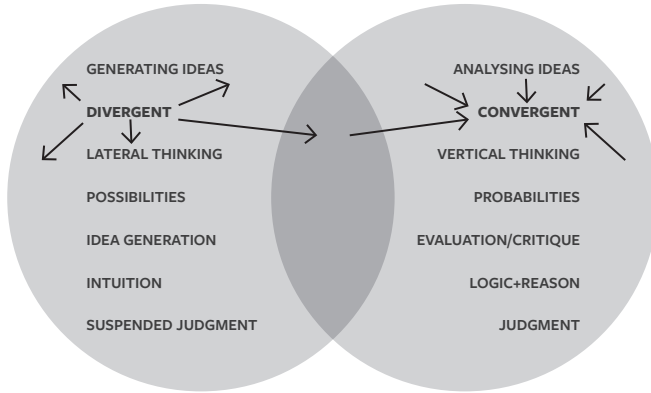 GENERATING IDEAS
DIVERGENT
LATERAL THINKING
POSSIBILITIES
IDEA GENERATION
INTUITION
SUSPENDED JUDGMENT
ANALYSING IDEAS
CONVERGENT
VERTICAL THINKING
PROBABILITIES
EVALUATION/CRITIQUE
LOGIC+REASON
JUDGMENT